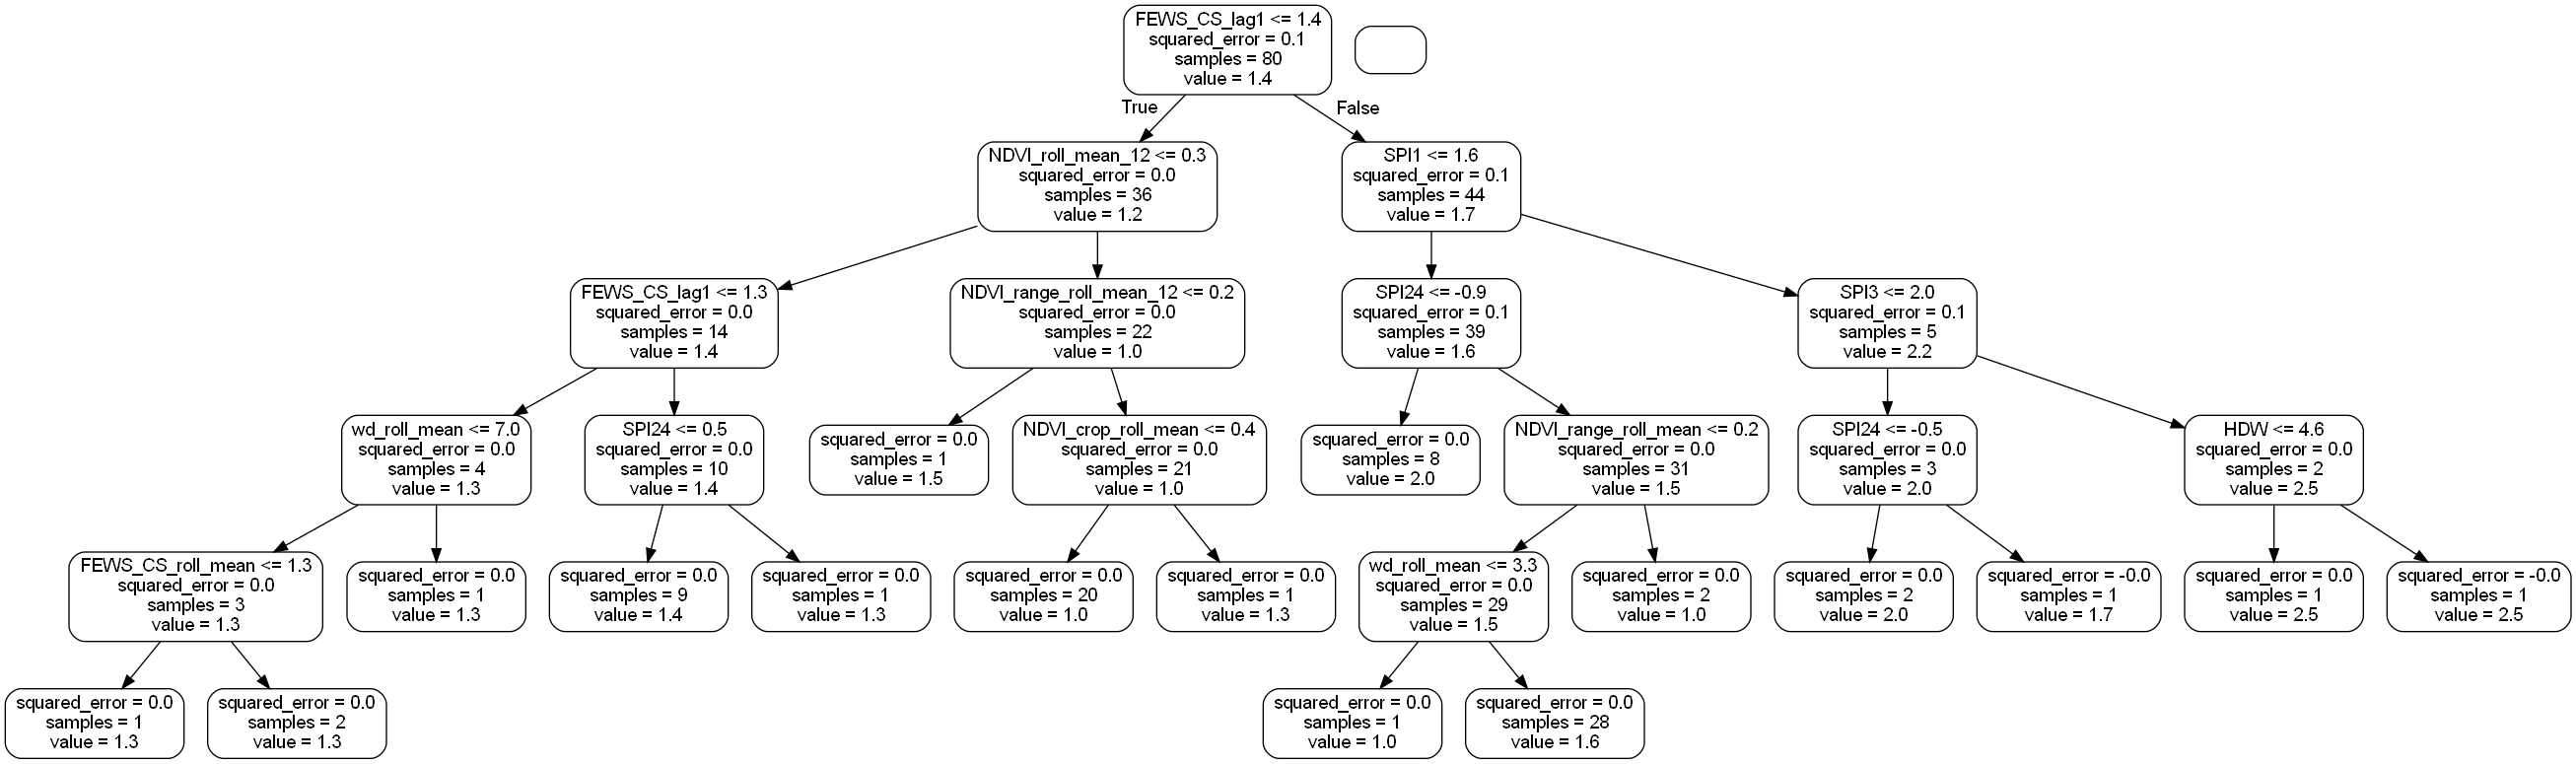 FEWS_CS_lag1 <= 1.4
squared_error = 0.1
samples = 80
value = 1.4
True
False
NDVI_roll_mean_12 <= 0.3
squared_error = 0.0
samples = 36
value = 1.2
SPI1 <= 1.6
squared_error = 0.1
samples = 44
value = 1.7
FEWS_CS_lag1 <= 1.3
squared_error = 0.0
samples = 14
value = 1.4
NDVI_range_roll_mean_12 <= 0.2
squared_error = 0.0
samples = 22
value = 1.0
SPI24 <= -0.9
squared_error = 0.1
samples = 39
value = 1.6
SPI3 <= 2.0
squared_error = 0.1
samples = 5
value = 2.2
wd_roll_mean <= 7.0
squared_error = 0.0
samples = 4
value = 1.3
SPI24 <= 0.5
squared_error = 0.0
samples = 10
value = 1.4
squared_error = 0.0
samples = 1
value = 1.5
NDVI_crop_roll_mean <= 0.4
squared_error = 0.0
samples = 21
value = 1.0
squared_error = 0.0
samples = 8
value = 2.0
NDVI_range_roll_mean <= 0.2
squared_error = 0.0
samples = 31
value = 1.5
SPI24 <= -0.5
squared_error = 0.0
samples = 3
value = 2.0
HDW <= 4.6
squared_error = 0.0
samples = 2
value = 2.5
FEWS_CS_roll_mean <= 1.3
squared_error = 0.0
samples = 3
value = 1.3
squared_error = 0.0
samples = 1
value = 1.3
squared_error = 0.0
samples = 9
value = 1.4
squared_error = 0.0
samples = 1
value = 1.3
squared_error = 0.0
samples = 20
value = 1.0
squared_error = 0.0
samples = 1
value = 1.3
wd_roll_mean <= 3.3
squared_error = 0.0
samples = 29
value = 1.5
squared_error = 0.0
samples = 2
value = 1.0
squared_error = 0.0
samples = 2
value = 2.0
squared_error = -0.0
samples = 1
value = 1.7
squared_error = 0.0
samples = 1
value = 2.5
squared_error = -0.0
samples = 1
value = 2.5
squared_error = 0.0
samples = 1
value = 1.3
squared_error = 0.0
samples = 2
value = 1.3
squared_error = 0.0
samples = 1
value = 1.0
squared_error = 0.0
samples = 28
value = 1.6